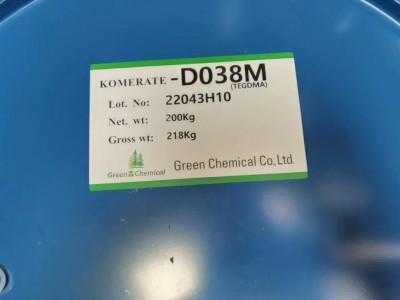 KOMERATE -D038M
(TEGDMA)
Lot. No: 22043H10
Net. wt: 200Kg
Gross wt: 218Kg
Green Chemical Green Chemical Co,Ltd.